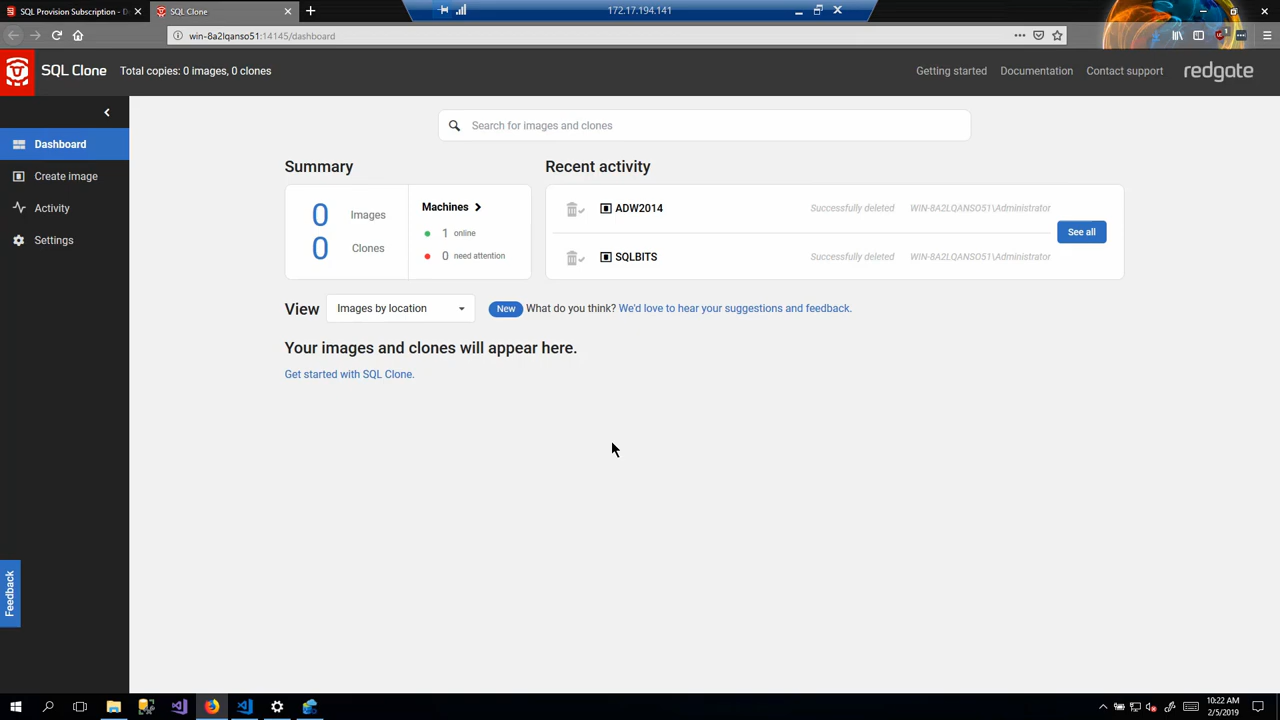 SQL Provision Subscription - D
SQL Clone
172.17.194.141
win-8a2lqanso51:14145/dashboard
SQL Clone
Total copies: 0 images, 0 clones
Getting started
Documentation
Contact support
redgate
Dashboard
Create image
Activity
Settings
Feedback
Search for images and clones
Summary
0 Images
0 Clones
Machines
1 online
0 need attention
Recent activity
ADW2014 Successfully deleted WIN-8A2LQANSO51\Administrator
See all
SQLBITS Successfully deleted WIN-8A2LQANSO51\Administrator
View Images by location New What do you think? We'd love to hear your suggestions and feedback.
Your images and clones will appear here.
Get started with SQL Clone.
10:22 AM
2/5/2019